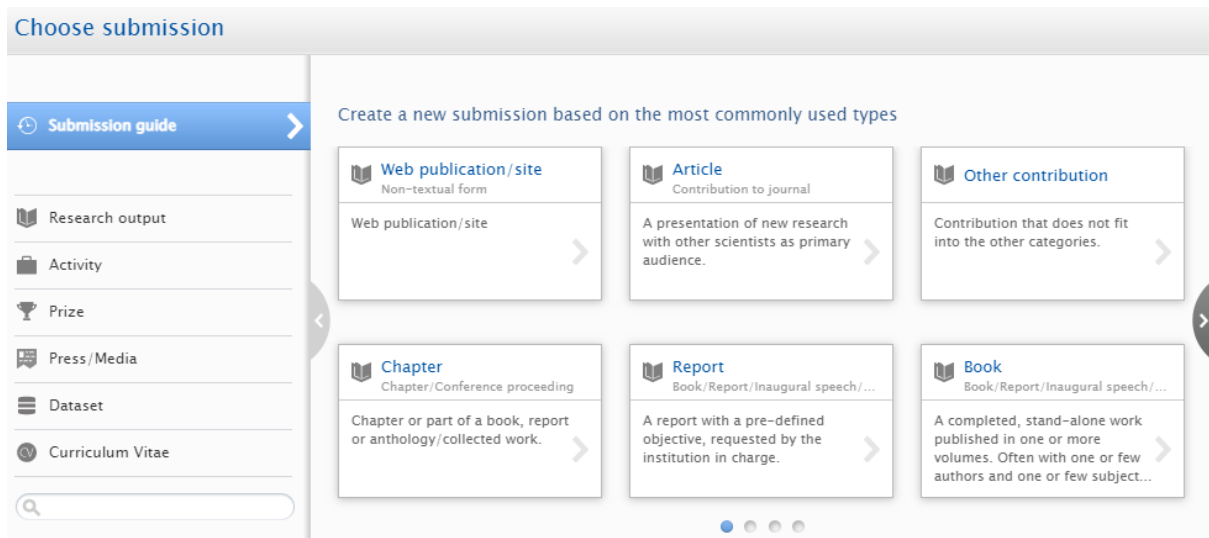 Choose submission
Submission guide
Research output
Activity
Prize
Press/Media
Dataset
CV
Curriculum Vitae
Create a new submission based on the most commonly used types
Web publication/site
Non-textual form
Web publication/site
Article
Contribution to journal
A presentation of new research
with other scientists as primary
audience.
Other contribution
Contribution that does not fit
into the other categories.
Chapter
Chapter/Conference proceeding
Chapter or part of a book, report
or anthology/collected work.
Report
Book/Report/Inaugural speech/...
A report with a pre-defined
objective, requested by the
institution in charge.
Book
Book/Report/Inaugural speech/...
A completed, stand-alone work
published in one or more
volumes. Often with one or few
authors and one or few subject...